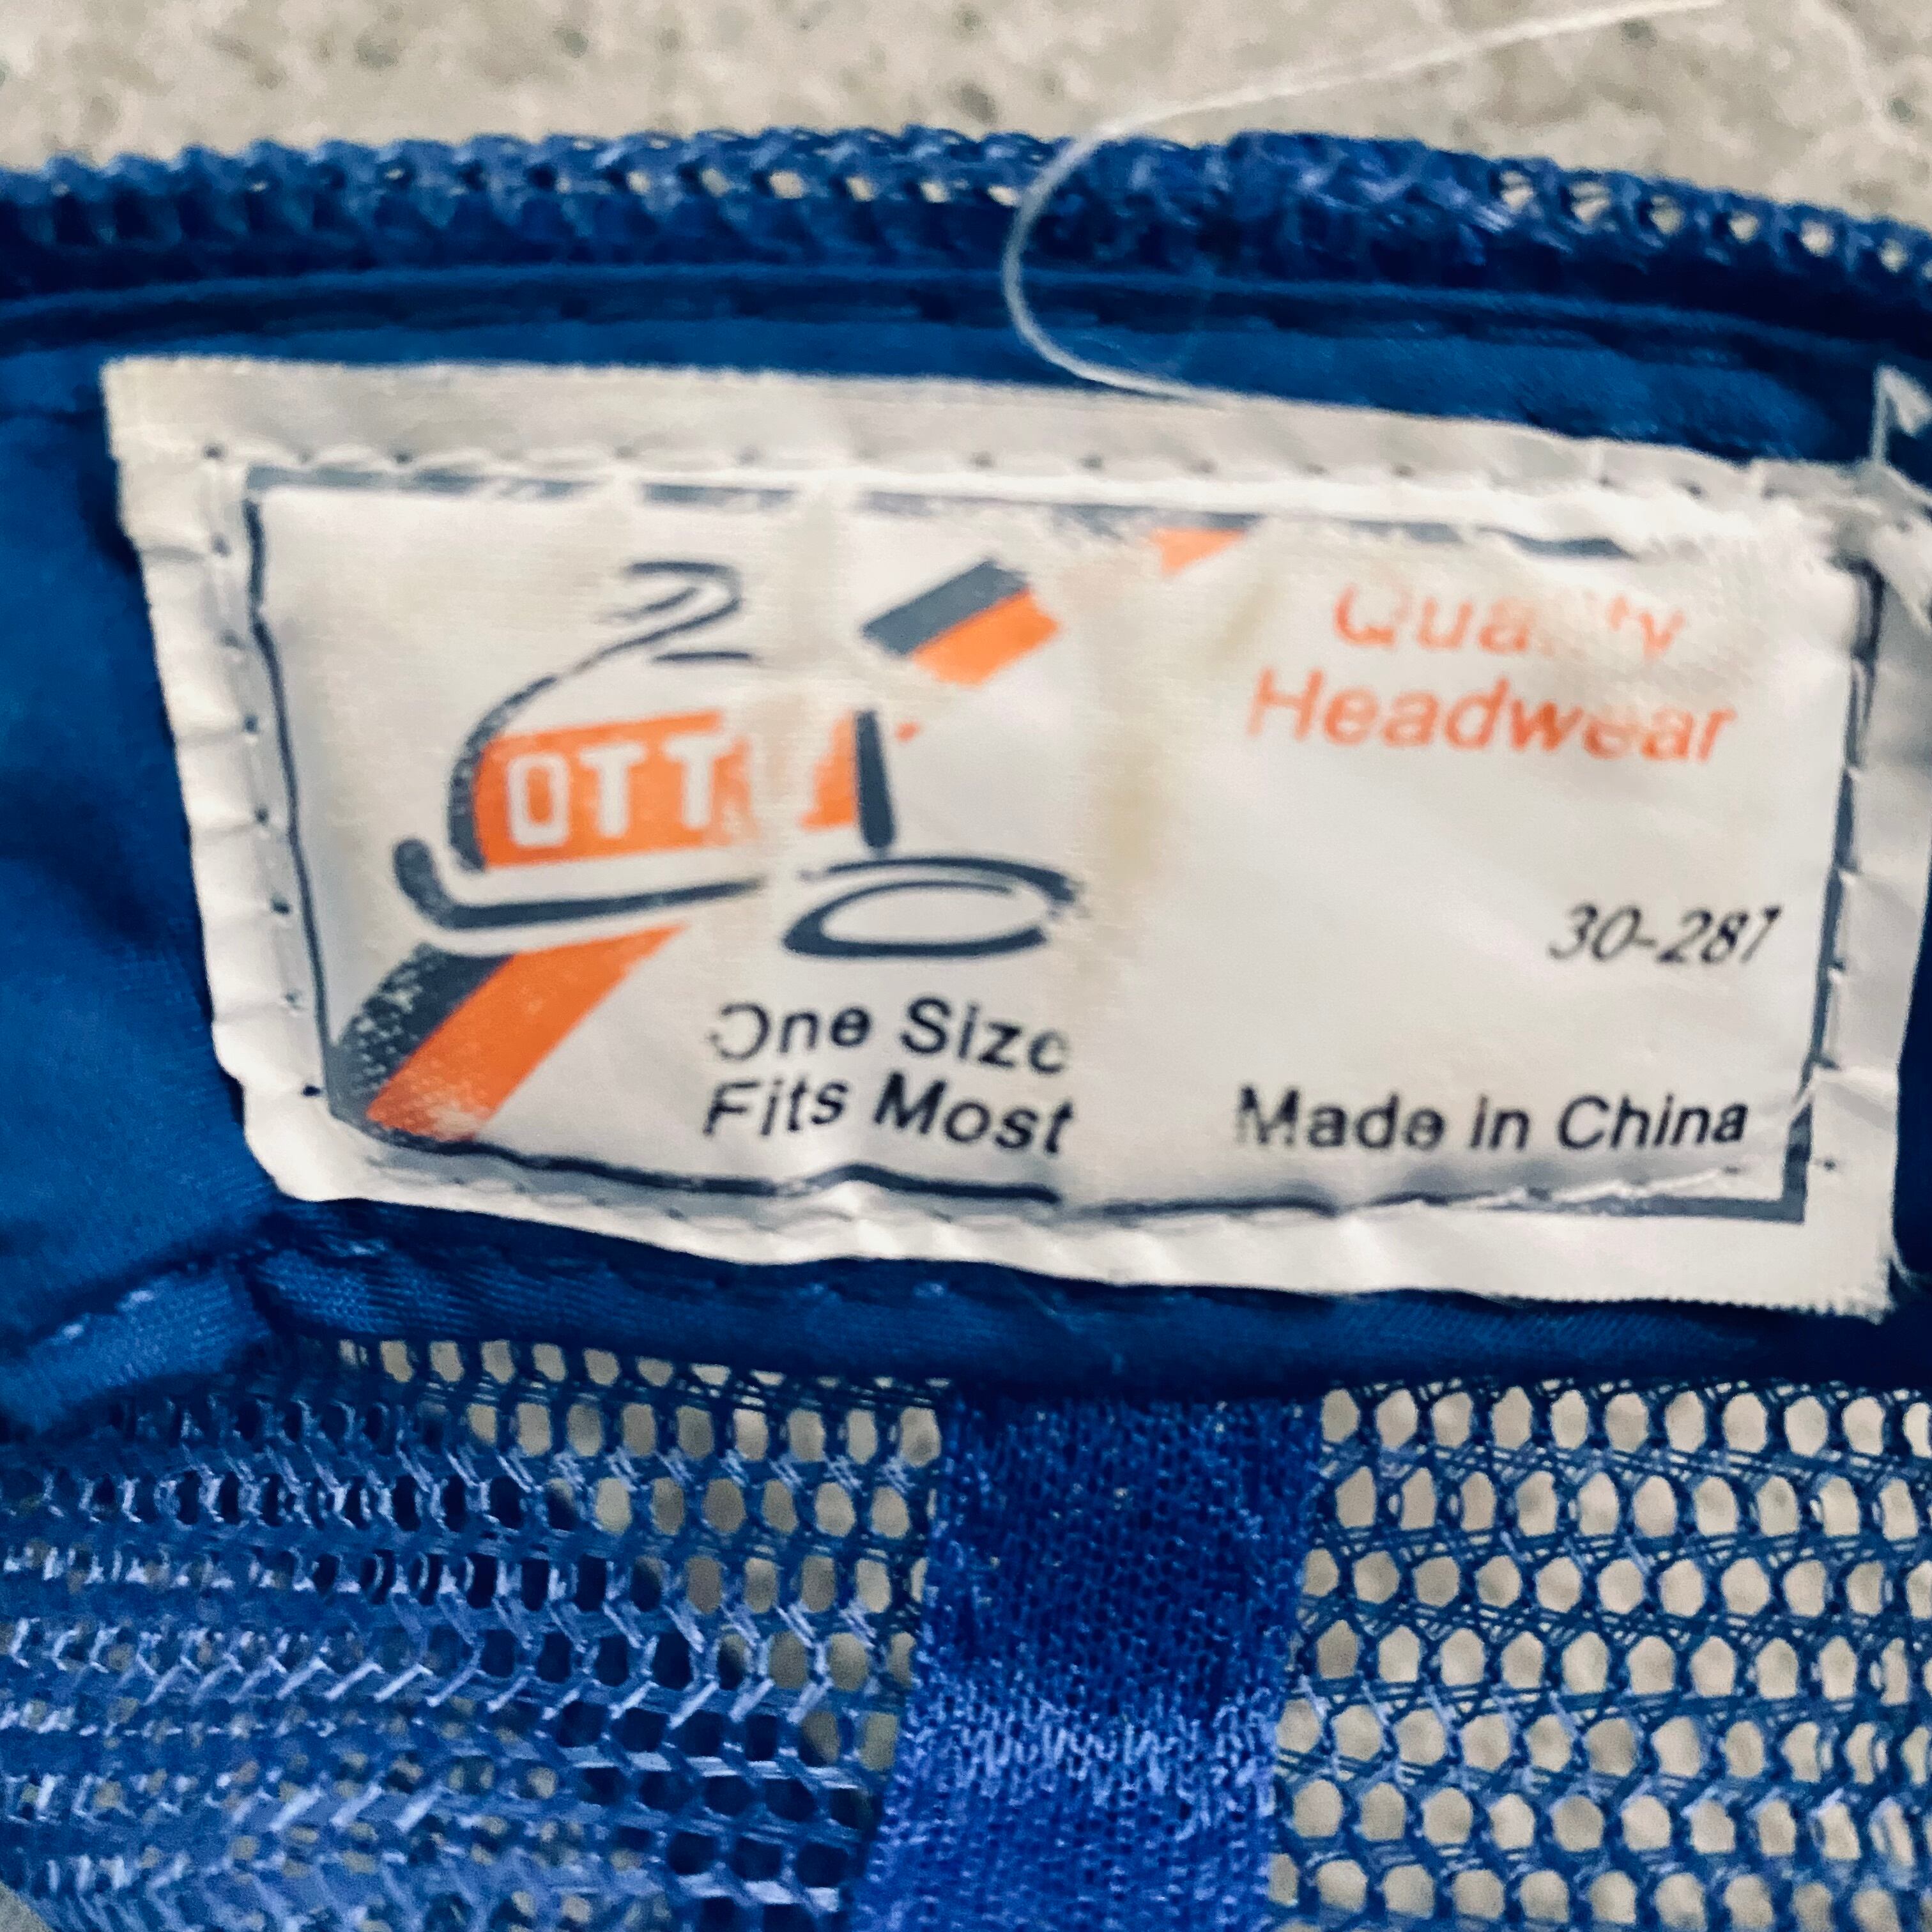 OTT
Headwear
30-287
One Size
Fits Most
Made in China